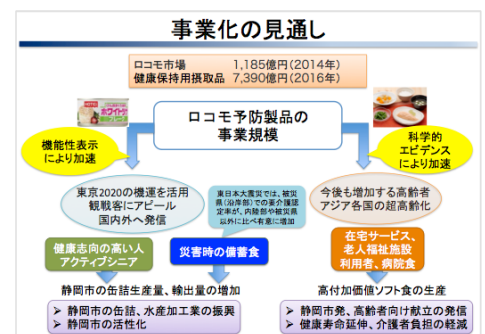 事業化の見通し
ロコモ市場 1,185億円(2014年)
健康保持用摂取品 7,390億円(2016年)
ロコモ予防製品の
事業規模
機能性表示
により加速
科学的
エビデンス
により加速
東京2020の機運を活用
観戦客にアピール
国内外へ発信
東日本大震災では、被災
県(沿岸部)での要介護認
定率が、内陸部や被災県
以外に比べ有意に増加
今後も増加する高齢者
アジア各国の超高齢化
健康志向の高い人
アクティブシニア
災害時の備蓄食
在宅サービス、
老人福祉施設
利用者、病院食
静岡市の缶詰生産量、輸出量の増加
高付加価値ソフト食の生産
➢ 静岡市の缶詰、水産加工業の振興
➢ 静岡市の活性化
➢ 静岡市発、高齢者向け献立の発信
➢ 健康寿命延伸、介護者負担の軽減